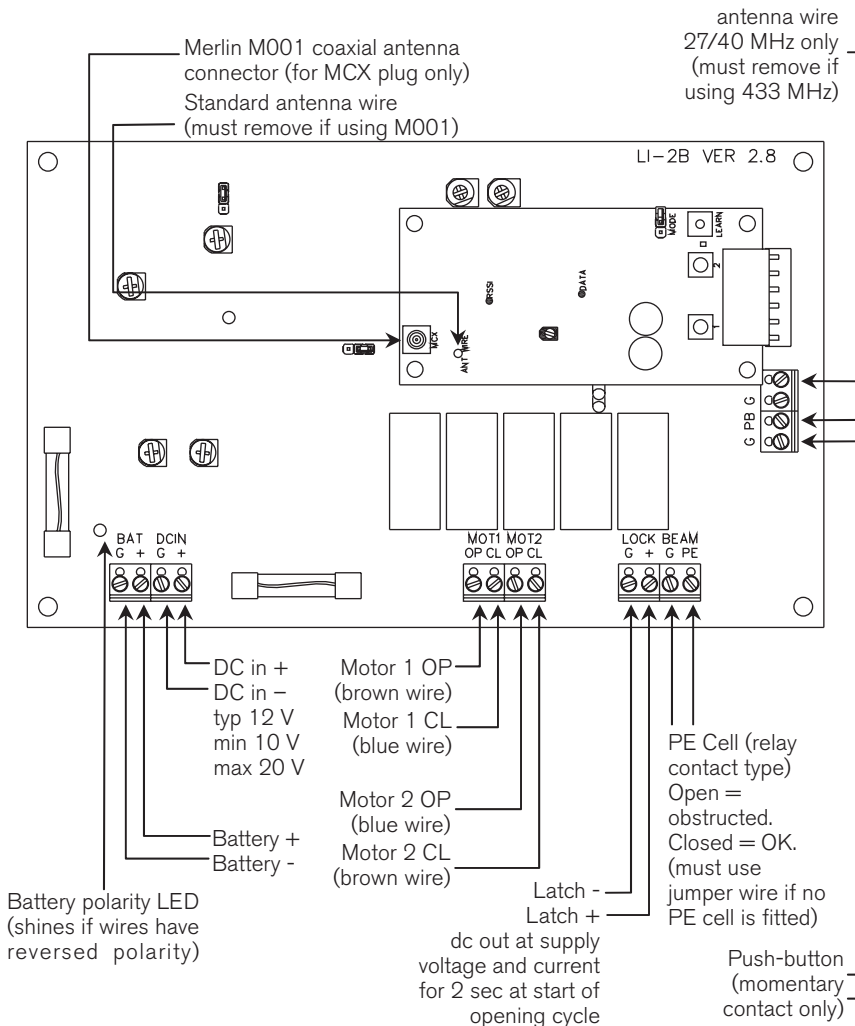 antenna wire
27/40 MHz only
(must remove if
using 433 MHz)
Merlin M001 coaxial antenna
connector (for MCX plug only)
Standard antenna wire
(must remove if using M001)
LI-2B VER 2.8
MODE
LEARN
2
RSSI
DATA
1
MCX
ANT WIRE
G
PB
G
BAT DCIN
G + G +
MOT1 MOT2
OP CL OP CL
LOCK BEAM
G + G PE
DC in +
DC in –
typ 12 V
min 10 V
max 20 V
Battery +
Battery -
Battery polarity LED
(shines if wires have
reversed polarity)
Motor 1 OP
(brown wire)
Motor 1 CL
(blue wire)
Motor 2 OP
(blue wire)
Motor 2 CL
(brown wire)
Latch -
Latch +
dc out at supply
voltage and current
for 2 sec at start of
opening cycle
PE Cell (relay
contact type)
Open =
obstructed.
Closed = OK.
(must use
jumper wire if no
PE cell is fitted)
Push-button
(momentary
contact only)